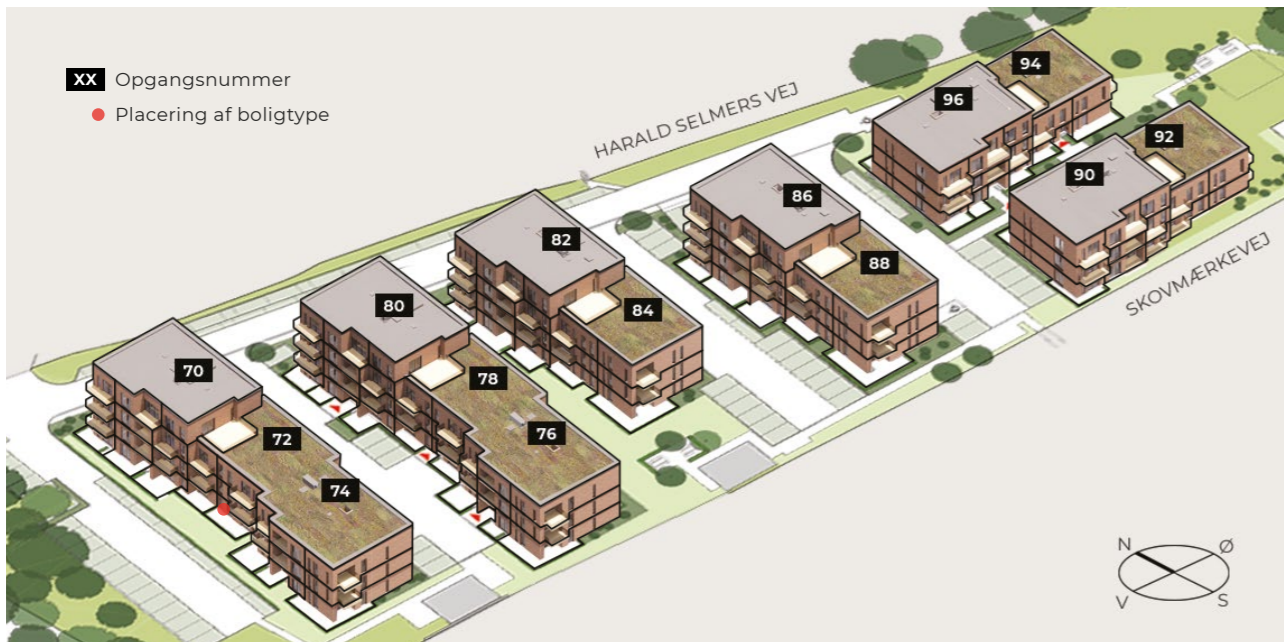 XX Opgangsnummer
Placering af boligtype
HARALD SELMERS VEJ
SKOVMÆRKEVEJ
94
96
92
90
86
88
82
84
80
78
76
70
72
74
N
Ø
V
S